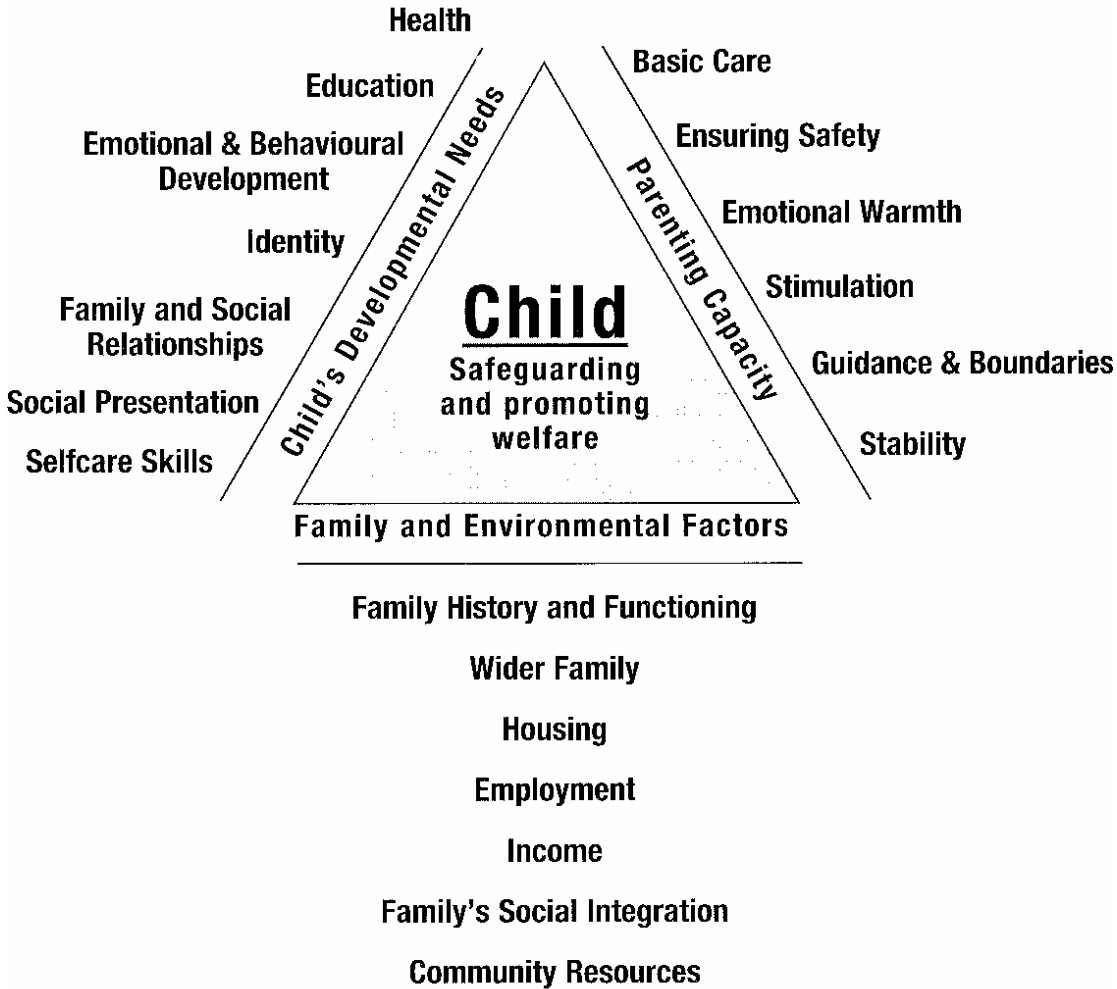 Health
Education
Emotional & Behavioural
Development
Identity
Family and Social
Relationships
Social Presentation
Selfcare Skills
Child's Developmental Needs
Basic Care
Ensuring Safety
Emotional Warmth
Stimulation
Guidance & Boundaries
Stability
Parenting Capacity
Child
Safeguarding
and promoting
welfare
Family and Environmental Factors
Family History and Functioning
Wider Family
Housing
Employment
Income
Family's Social Integration
Community Resources